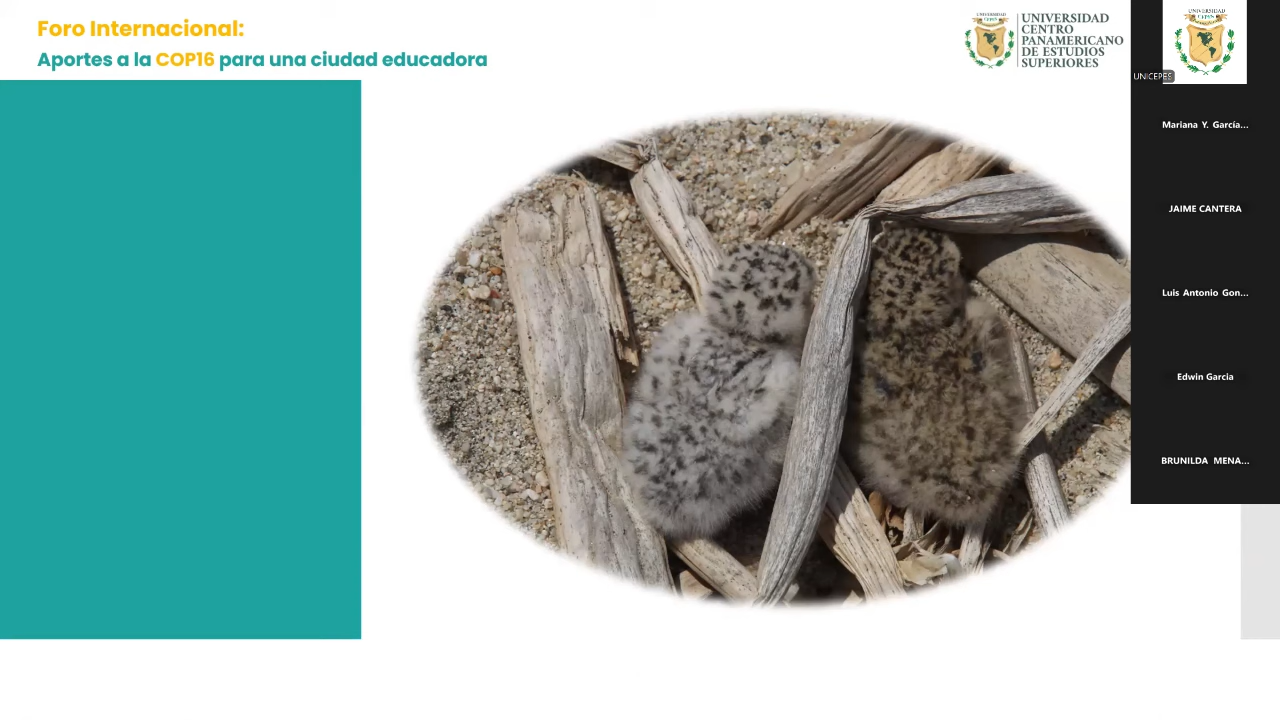 Foro Internacional:
Aportes a la COP16 para una ciudad educadora
UNIVERSIDAD
CENTRO
PANAMERICANO
DE ESTUDIOS
SUPERIORES
UNICEPES
Mariana Y. García...
JAIME CANTERA
Luis Antonio Gon...
Edwin Garcia
BRUNILDA MENA...